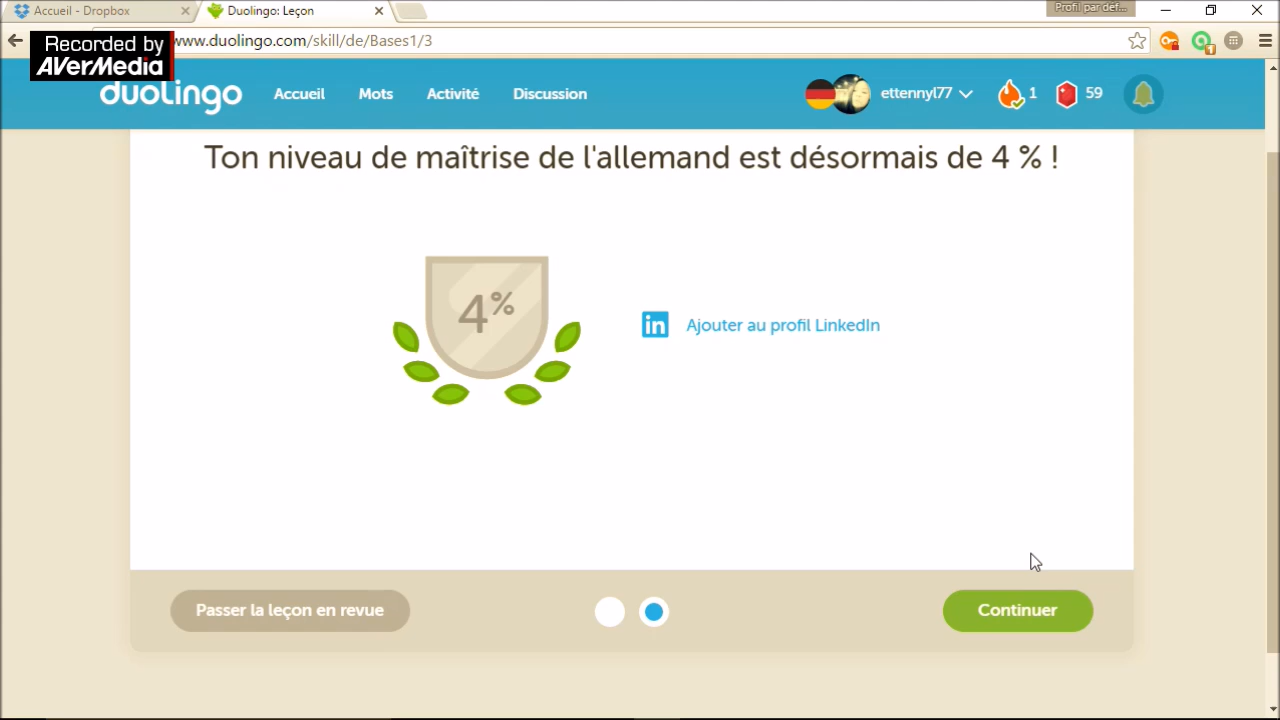 Accueil - Dropbox
Duolingo: Leçon
Profil par déf...
www.duolingo.com/skill/de/Bases1/3
1
Recorded by
AVerMedia
duolingo
Accueil
Mots
Activité
Discussion
ettennyl77
1
59
Ton niveau de maîtrise de l'allemand est désormais de 4 % !
4%
in
Ajouter au profil LinkedIn
Passer la leçon en revue
Continuer